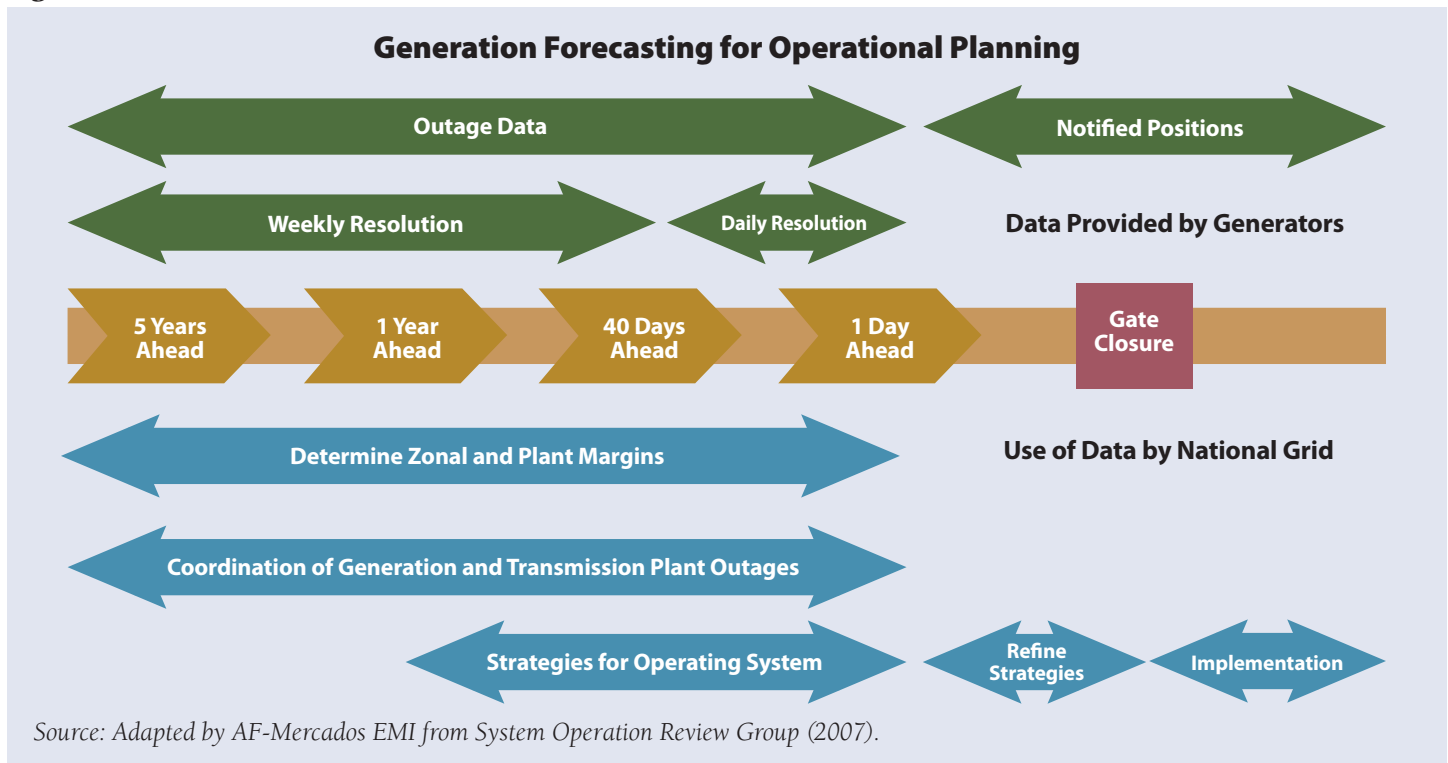 Generation Forecasting for Operational Planning
Outage Data
Notified Positions
Weekly Resolution
Daily Resolution
Data Provided by Generators
5 Years
Ahead
1 Year
Ahead
40 Days
Ahead
1 Day
Ahead
Gate
Closure
Determine Zonal and Plant Margins
Use of Data by National Grid
Coordination of Generation and Transmission Plant Outages
Strategies for Operating System
Refine
Strategies
Implementation
Source: Adapted by AF-Mercados EMI from System Operation Review Group (2007).